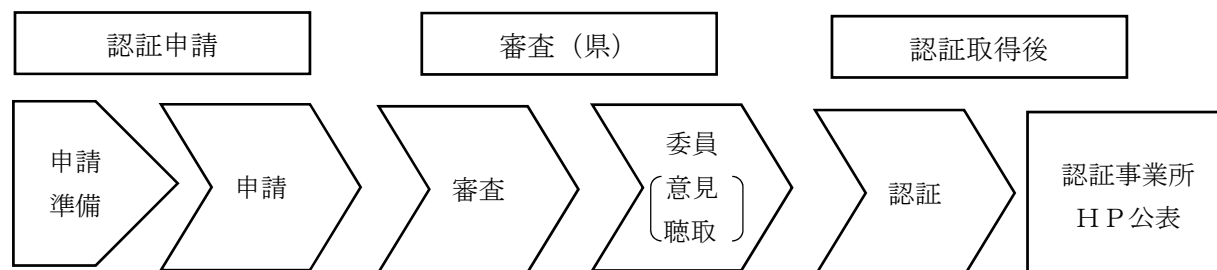 認証申請
審査（県）
認証取得後
申請
準備
申請
審査
委員
意見
聴取
認証
認証事業所
ＨＰ公表